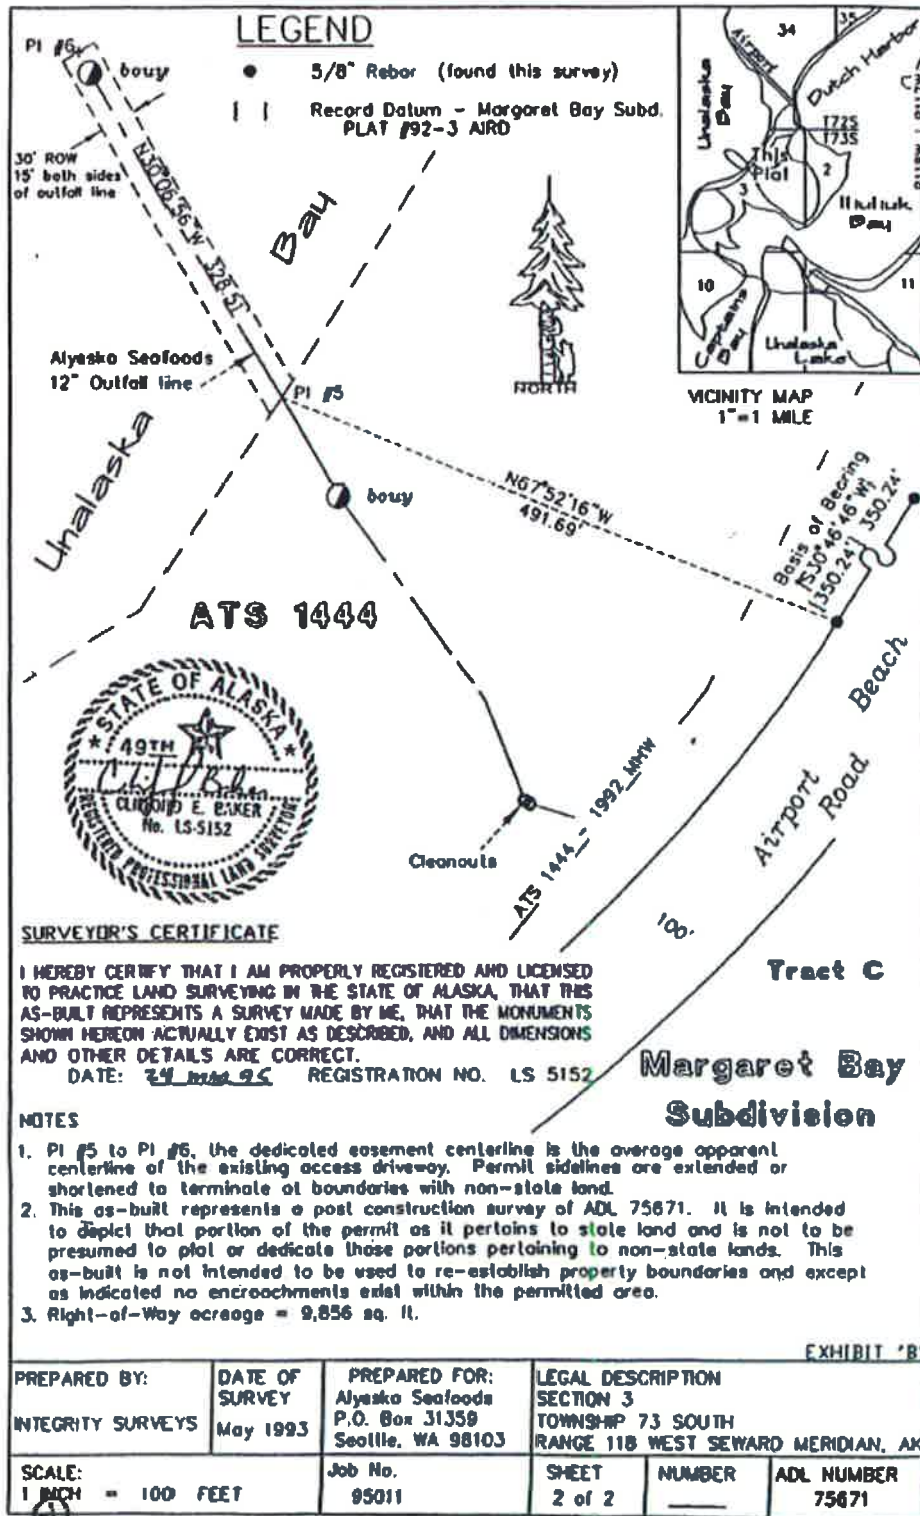 LEGEND
PI #6
bouy
5/8" Rebar (found this survey)
Record Datum - Margaret Bay Subd.
PLAT #92-3 AIRD
30' ROW
15' both sides
of outfall line
N30°06'56"W 328.51
Bay
Alyeska Seafoods
12" Outfall line
PI #5
NORTH
34
35
Airport
Dutch Harbor
Unalaska
Bay
T72S
T73S
This
Plat
2
3
Iliuliuk
Bay
10
11
Captains
Bay
Unalaska
Lake
VICINITY MAP
1"=1 MILE
Unalaska
bouy
N67°52'16"W
491.69'
Basis of Bearing
(S30°46'46"W)
(350.24') 350.24'
ATS 1444
Beach
STATE OF ALASKA
49TH
CLIFFORD E. BAKER
No. LS-5152
REGISTERED PROFESSIONAL LAND SURVEYOR
Cleanouts
ATS 1444 - 1992 MHW
Airport
Road
100'
Tract C
Margaret Bay
Subdivision
SURVEYOR'S CERTIFICATE
I HEREBY CERTIFY THAT I AM PROPERLY REGISTERED AND LICENSED
TO PRACTICE LAND SURVEYING IN THE STATE OF ALASKA, THAT THIS
AS-BUILT REPRESENTS A SURVEY MADE BY ME, THAT THE MONUMENTS
SHOWN HEREON ACTUALLY EXIST AS DESCRIBED, AND ALL DIMENSIONS
AND OTHER DETAILS ARE CORRECT.
DATE: 24 95 REGISTRATION NO. LS 5152
NOTES
1. PI #5 to PI #6, the dedicated easement centerline is the average apparent
centerline of the existing access driveway. Permit sidelines are extended or
shortened to terminate at boundaries with non-state land.
2. This as-built represents a post construction survey of ADL 75671. It is intended
to depict that portion of the permit as it pertains to state land and is not to be
presumed to plat or dedicate those portions pertaining to non-state lands. This
as-built is not intended to be used to re-establish property boundaries and except
as indicated no encroachments exist within the permitted area.
3. Right-of-Way acreage = 9,856 sq. ft.
EXHIBIT "B"
PREPARED BY:
INTEGRITY SURVEYS
DATE OF
SURVEY
May 1993
PREPARED FOR:
Alyeska Seafoods
P.O. Box 31359
Seattle, WA 98103
LEGAL DESCRIPTION
SECTION 3
TOWNSHIP 73 SOUTH
RANGE 118 WEST SEWARD MERIDIAN, AK
SCALE:
1 INCH = 100 FEET
Job No.
95011
SHEET
2 of 2
NUMBER
ADL NUMBER
75671